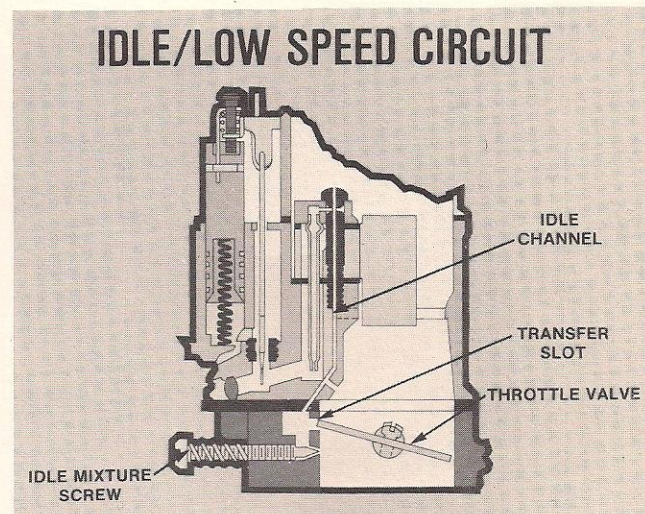 IDLE/LOW SPEED CIRCUIT
IDLE
CHANNEL
TRANSFER
SLOT
THROTTLE VALVE
IDLE MIXTURE
SCREW